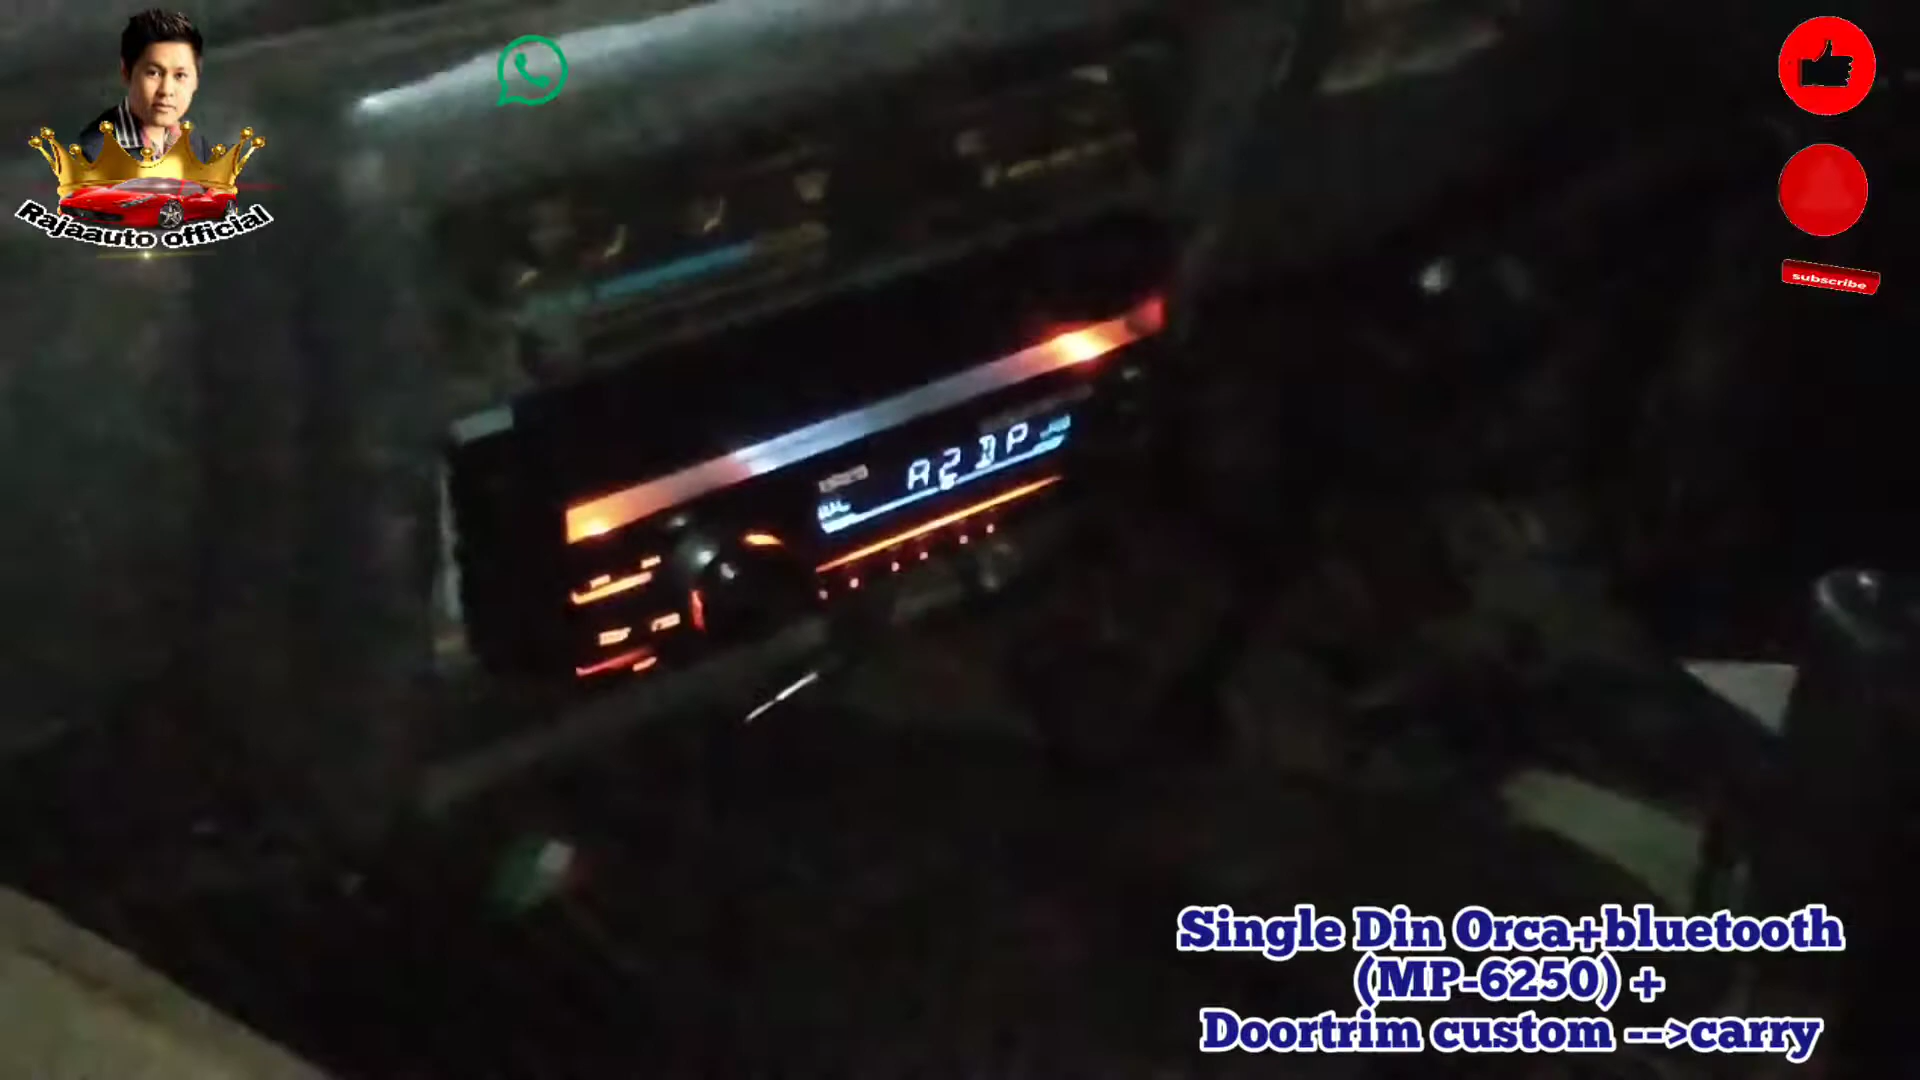 Rajaauto official
subscribe
A2DP
Single Din Orca+bluetooth
(MP-6250) +
Doortrim custom -->carry